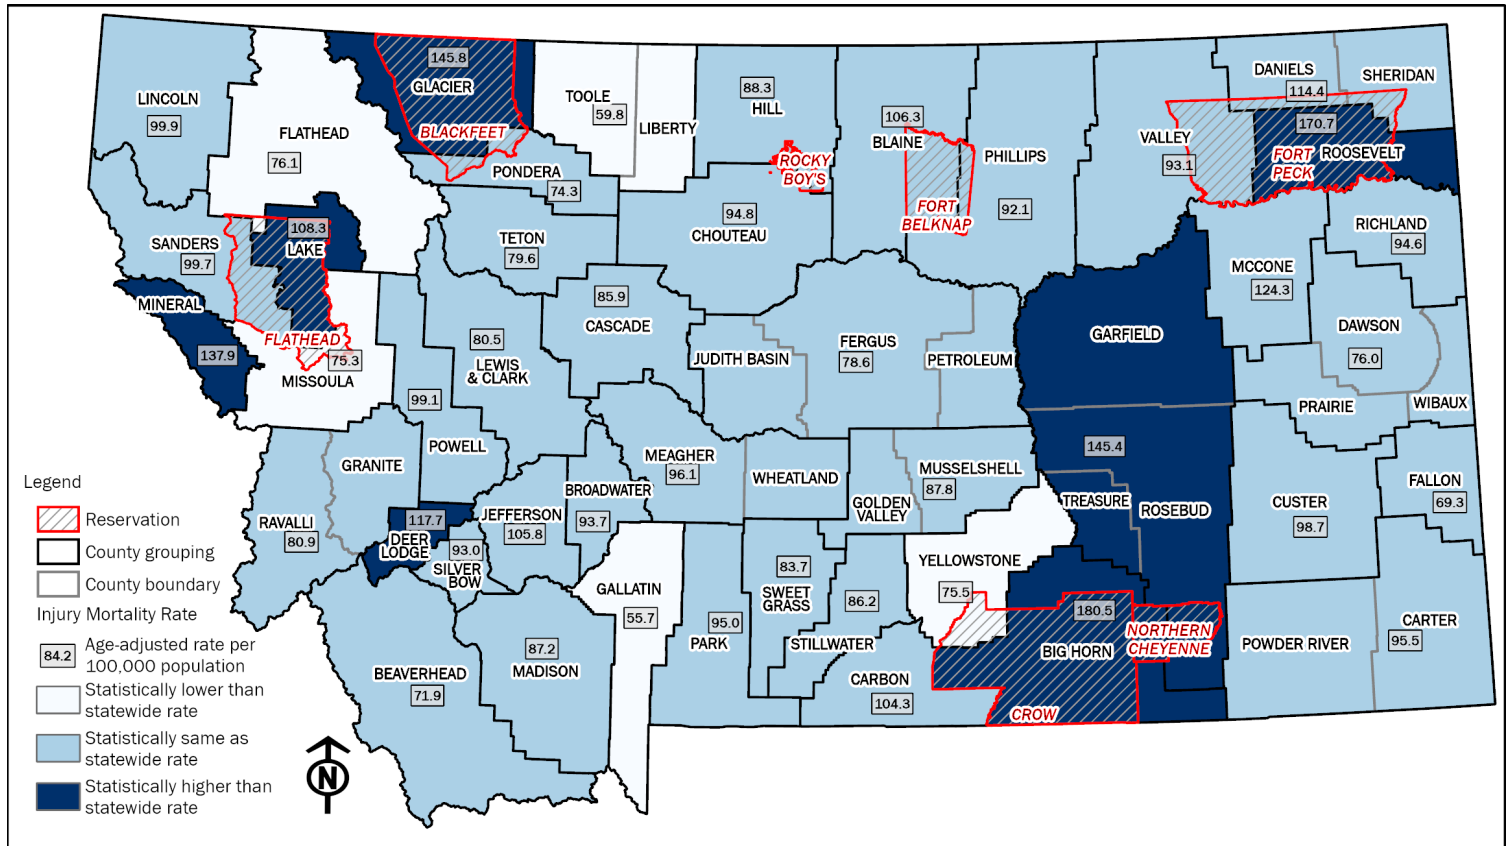 DANIELS
114.4
SHERIDAN
145.8
GLACIER
BLACKFEET
LINCOLN
99.9
FLATHEAD
76.1
TOOLE
59.8
LIBERTY
88.3
HILL
106.3
BLAINE
PHILLIPS
92.1
VALLEY
93.1
170.7
FORT
PECK
ROOSEVELT
ROCKY
BOY'S
PONDERA
74.3
FORT
BELKNAP
94.8
CHOUTEAU
TETON
79.6
SANDERS
99.7
108.3
LAKE
RICHLAND
94.6
MCCONE
124.3
MINERAL
137.9
FLATHEAD
75.3
MISSOULA
85.9
CASCADE
80.5
LEWIS
& CLARK
JUDITH BASIN
FERGUS
78.6
PETROLEUM
GARFIELD
DAWSON
76.0
PRAIRIE
WIBAUX
99.1
POWELL
GRANITE
MEAGHER
96.1
WHEATLAND
GOLDEN
VALLEY
MUSSELSHELL
87.8
145.4
TREASURE
ROSEBUD
CUSTER
98.7
FALLON
69.3
RAVALLI
80.9
117.7
DEER
LODGE
93.0
SILVER
BOW
JEFFERSON
105.8
BROADWATER
93.7
GALLATIN
55.7
PARK
95.0
83.7
SWEET
GRASS
86.2
STILLWATER
YELLOWSTONE
75.5
180.5
BIG HORN
NORTHERN
CHEYENNE
CROW
POWDER RIVER
CARTER
95.5
BEAVERHEAD
71.9
87.2
MADISON
CARBON
104.3
Legend
Reservation
County grouping
County boundary
Injury Mortality Rate
84.2
Age-adjusted rate per
100,000 population
Statistically lower than
statewide rate
Statistically same as
statewide rate
Statistically higher than
statewide rate
N